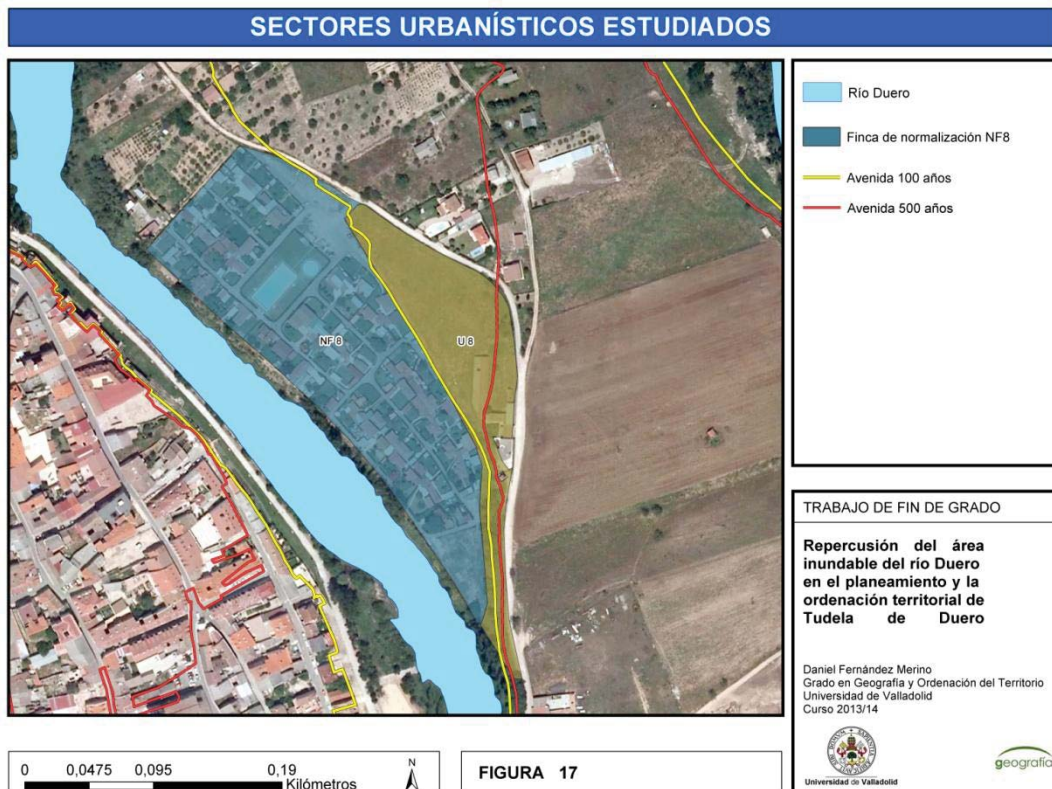 SECTORES URBANÍSTICOS ESTUDIADOS
NF 8
U 8
Río Duero
Finca de normalización NF8
Avenida 100 años
Avenida 500 años
TRABAJO DE FIN DE GRADO
Repercusión del área
inundable del río Duero
en el planeamiento y la
ordenación territorial de
Tudela de Duero
Daniel Fernández Merino
Grado en Geografía y Ordenación del Territorio
Universidad de Valladolid
Curso 2013/14
Universidad de Valladolid
geografía
0 0,0475 0,095 0,19
Kilómetros
N
FIGURA 17